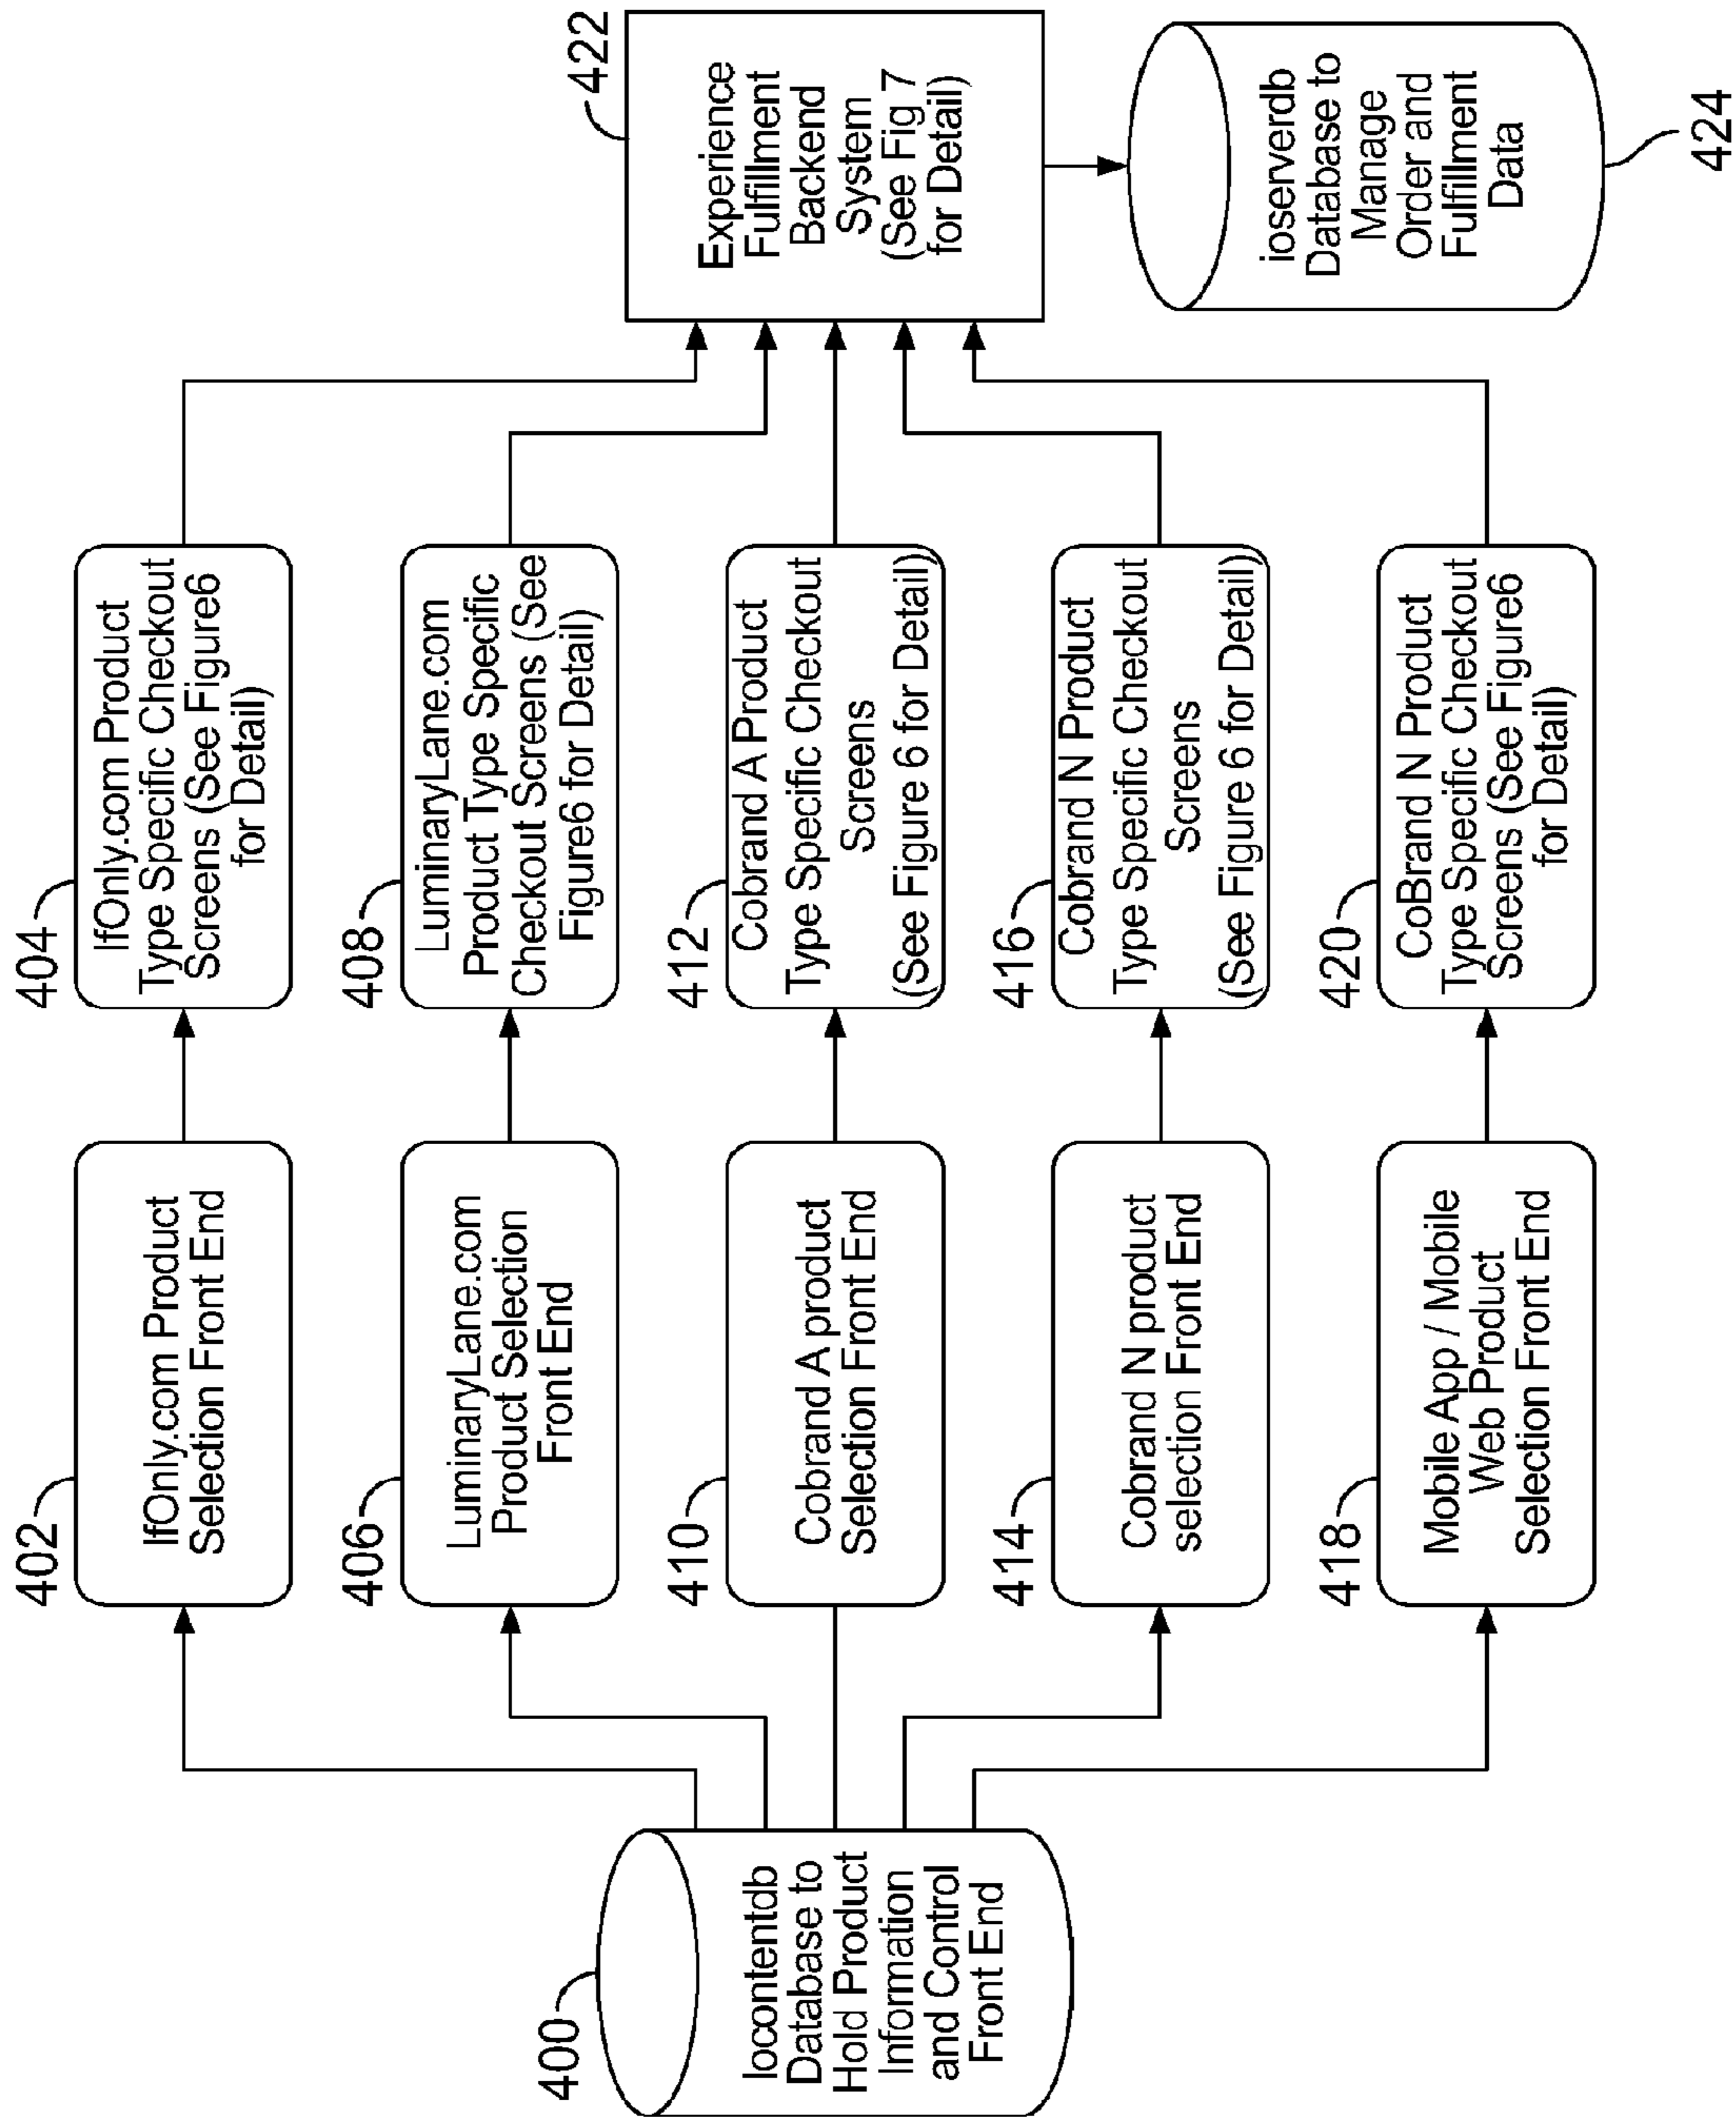 400
Iocontentdb
Database to
Hold Product
Information
and Control
Front End
402
IfOnly.com Product
Selection Front End
404
IfOnly.com Product
Type Specific Checkout
Screens (See Figure6
for Detail)
406
LuminaryLane.com
Product Selection
Front End
408
LuminaryLane.com
Product Type Specific
Checkout Screens (See
Figure6 for Detail)
410
Cobrand A product
Selection Front End
412
Cobrand A Product
Type Specific Checkout
Screens
(See Figure 6 for Detail)
414
Cobrand N product
selection Front End
416
Cobrand N Product
Type Specific Checkout
Screens
(See Figure 6 for Detail)
418
Mobile App / Mobile
Web Product
Selection Front End
420
CoBrand N Product
Type Specific Checkout
Screens (See Figure6
for Detail)
422
Experience
Fulfillment
Backend
System
(See Fig 7
for Detail)
ioserverdb
Database to
Manage
Order and
Fulfillment
Data
424